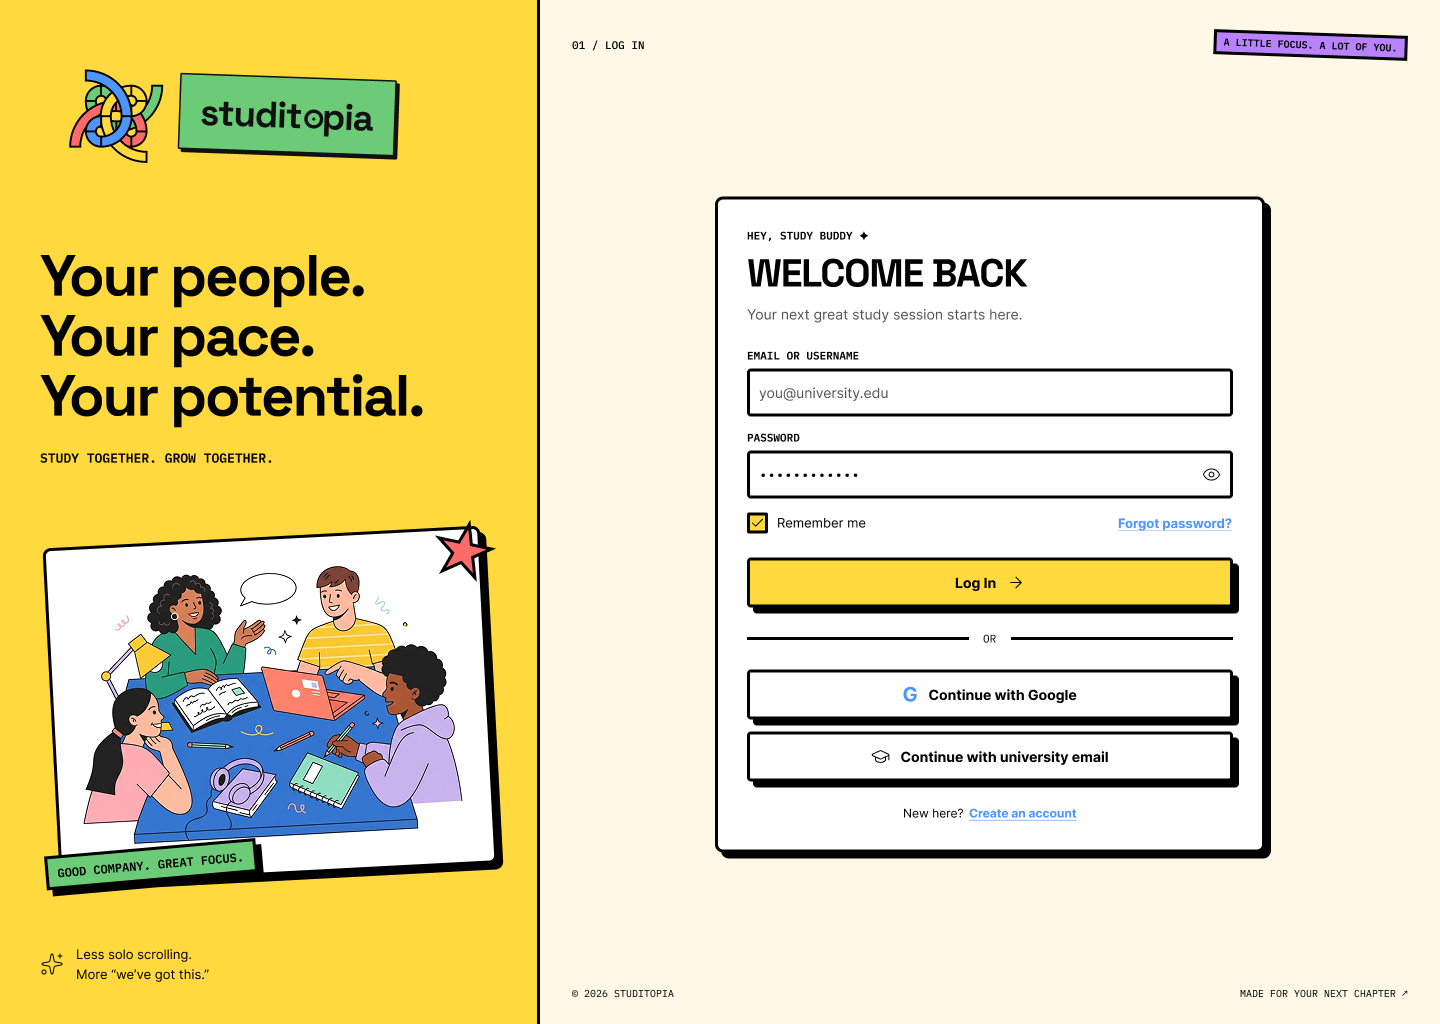 studitopia
Your people.
Your pace.
Your potential.
STUDY TOGETHER. GROW TOGETHER.
GOOD COMPANY. GREAT FOCUS.
Less solo scrolling.
More “we’ve got this.”
01 / LOG IN
A LITTLE FOCUS. A LOT OF YOU.
HEY, STUDY BUDDY ✦
WELCOME BACK
Your next great study session starts here.
EMAIL OR USERNAME
you@university.edu
PASSWORD
••••••••••••
Remember me
Forgot password?
Log In →
OR
G Continue with Google
Continue with university email
New here? Create an account
© 2026 STUDITOPIA
MADE FOR YOUR NEXT CHAPTER ↗